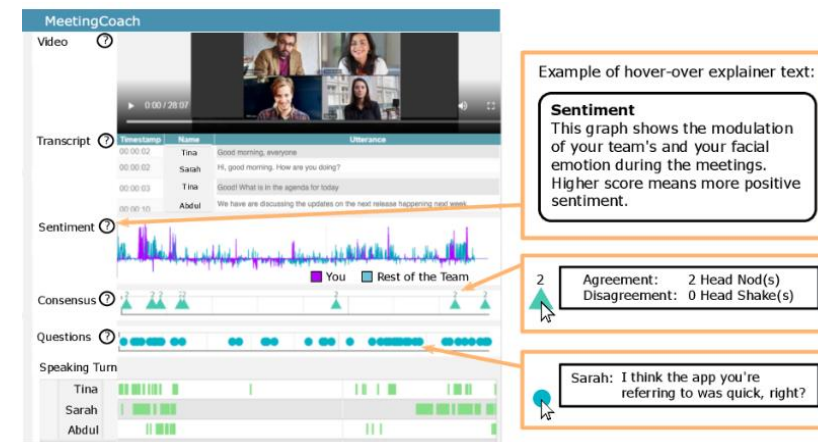 MeetingCoach
Video ?
0:00 / 28:07
Transcript ?
Timestamp Name Utterance
00:00:02 Tina Good morning, everyone
00:00:02 Sarah Hi, good morning. How are you doing?
00:00:03 Tina Good! What is in the agenda for today
00:00:10 Abdul We have are discussing the updates on the next release happening next week
Sentiment ?
You Rest of the Team
Consensus ?
2 2 2 2 2 2
Questions ?
Speaking Turn
Tina
Sarah
Abdul
Example of hover-over explainer text:
Sentiment
This graph shows the modulation
of your team's and your facial
emotion during the meetings.
Higher score means more positive
sentiment.
2
Agreement: 2 Head Nod(s)
Disagreement: 0 Head Shake(s)
Sarah: I think the app you're
referring to was quick, right?